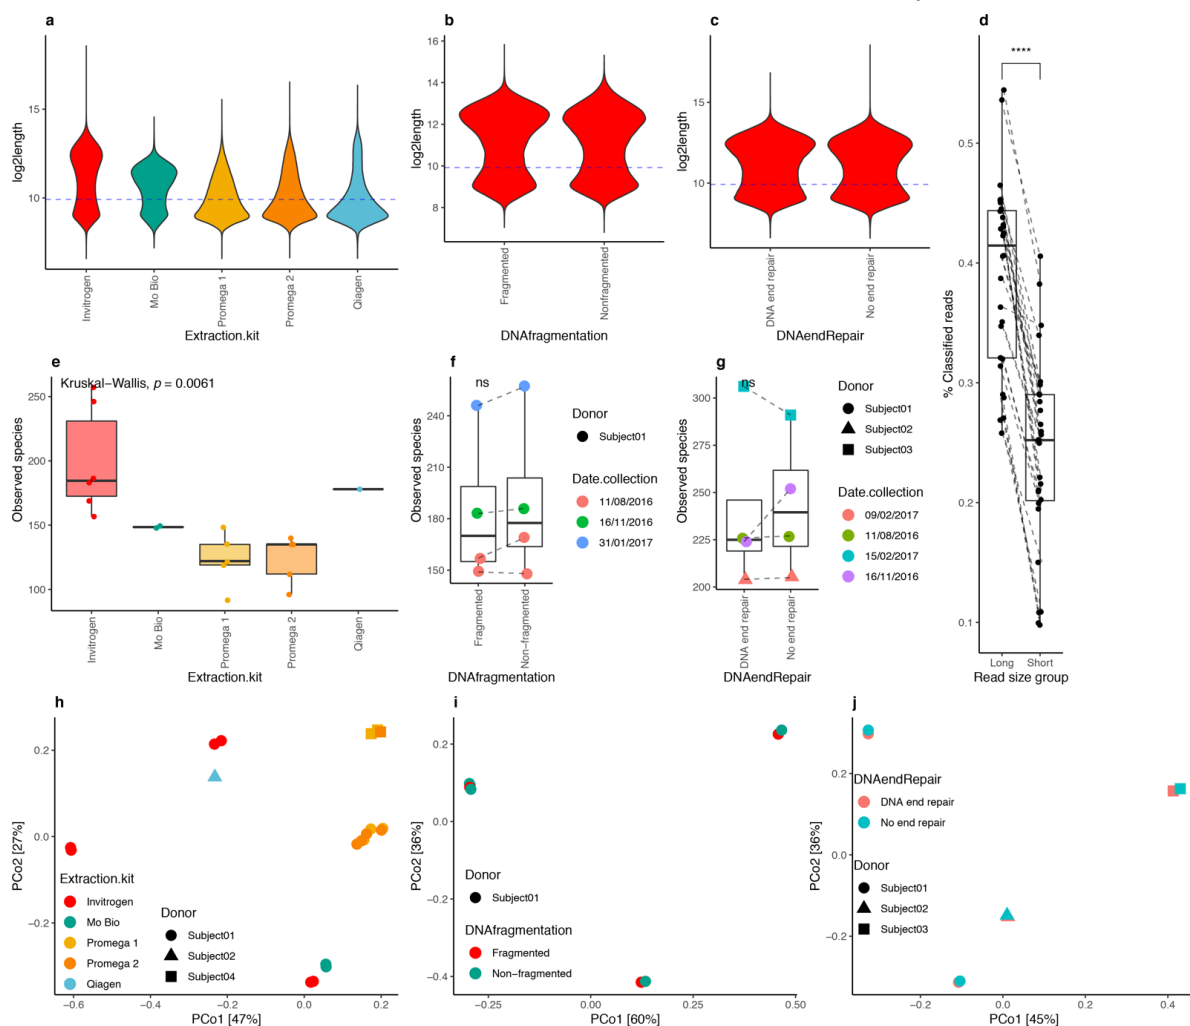 a
log2length
15
10
Invitrogen
Mo Bio
Promega 1
Promega 2
Qiagen
Extraction.kit
b
log2length
16
14
12
10
8
Fragmented
Nonfragmented
DNAfragmentation
c
log2length
15
10
DNA end repair
No end repair
DNAendRepair
d
****
% Classified reads
0.5
0.4
0.3
0.2
0.1
Long
Short
Read size group
e
Kruskal−Wallis, p = 0.0061
Observed species
250
200
150
100
Invitrogen
Mo Bio
Promega 1
Promega 2
Qiagen
Extraction.kit
f
ns
Observed species
240
210
180
150
Fragmented
Non−fragmented
DNAfragmentation
Donor
Subject01
Date.collection
11/08/2016
16/11/2016
31/01/2017
g
ns
Observed species
300
275
250
225
200
DNA end repair
No end repair
DNAendRepair
Donor
Subject01
Subject02
Subject03
Date.collection
09/02/2017
11/08/2016
15/02/2017
16/11/2016
h
PCo2 [27%]
0.2
0.0
−0.2
Extraction.kit
Invitrogen
Mo Bio
Promega 1
Promega 2
Qiagen
Donor
Subject01
Subject02
Subject04
−0.6
−0.4
−0.2
0.0
0.2
PCo1 [47%]
i
PCo2 [36%]
0.2
0.0
−0.2
−0.4
Donor
Subject01
DNAfragmentation
Fragmented
Non−fragmented
−0.25
0.00
0.25
0.50
PCo1 [60%]
j
PCo2 [36%]
0.2
0.0
−0.2
DNAendRepair
DNA end repair
No end repair
Donor
Subject01
Subject02
Subject03
−0.2
0.0
0.2
0.4
PCo1 [45%]